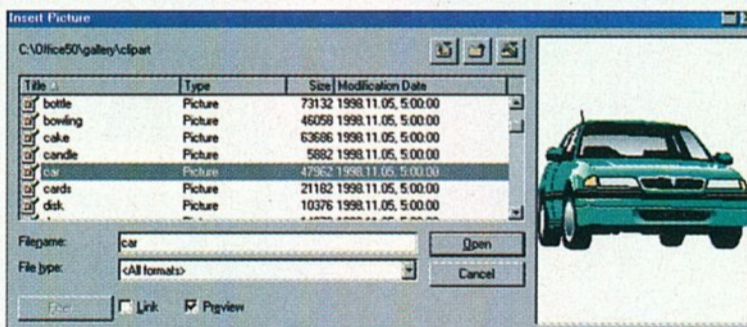 Insert Picture
C:\Office50\gallery\clipart
Title Type Size Modification Date
bottle Picture 73132 1998.11.05, 5:00:00
bowling Picture 46058 1998.11.05, 5:00:00
cake Picture 63686 1998.11.05, 5:00:00
candle Picture 5882 1998.11.05, 5:00:00
car Picture 47962 1998.11.05, 5:00:00
cards Picture 21182 1998.11.05, 5:00:00
disk Picture 10376 1998.11.05, 5:00:00
Filename: car Open
File type: <All formats> Cancel
Link Preview